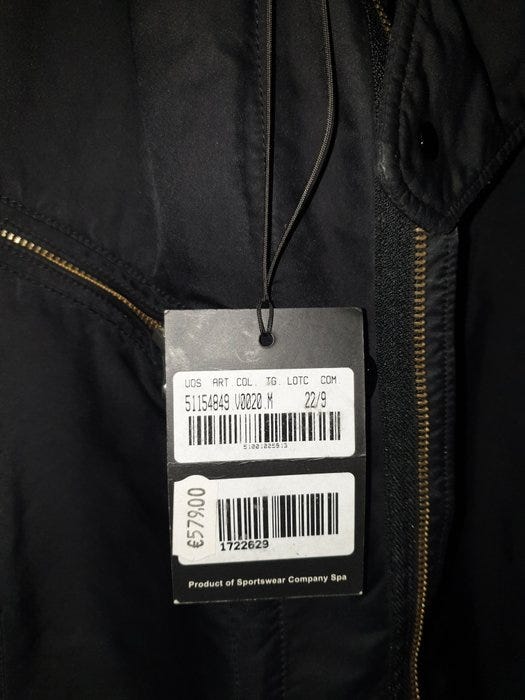 UOS ART COL. TG. LOTC COM
51154849 V0020 M 22/9
€579.00
1722629
Product of Sportswear Company Spa